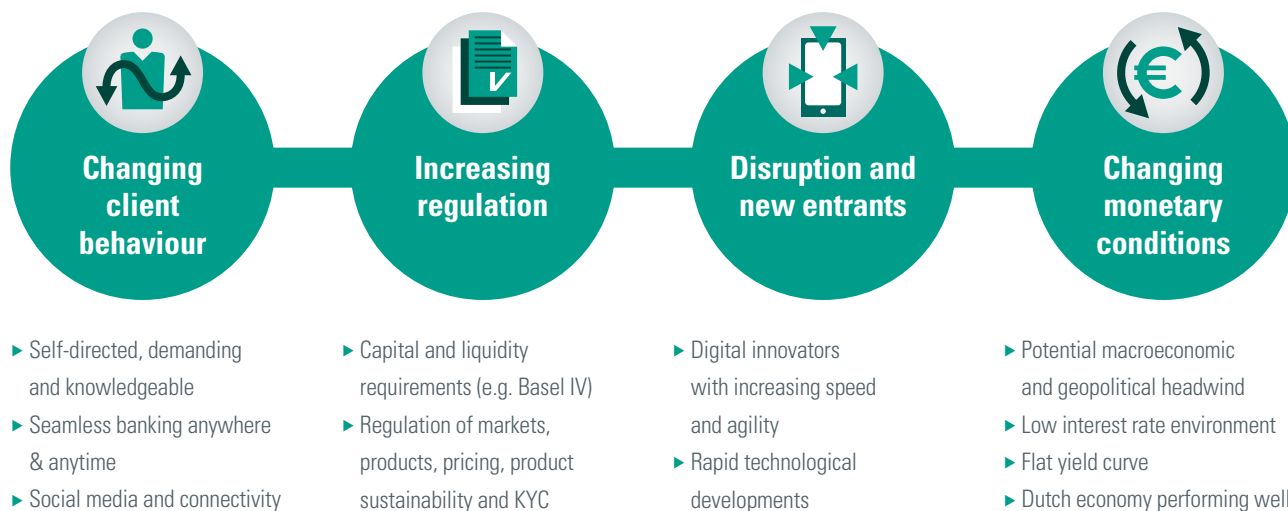 Changing
client
behaviour
Increasing
regulation
Disruption and
new entrants
Changing
monetary
conditions
▸ Self-directed, demanding
and knowledgeable
▸ Seamless banking anywhere
& anytime
▸ Social media and connectivity
▸ Capital and liquidity
requirements (e.g. Basel IV)
▸ Regulation of markets,
products, pricing, product
sustainability and KYC
▸ Digital innovators
with increasing speed
and agility
▸ Rapid technological
developments
▸ Potential macroeconomic
and geopolitical headwind
▸ Low interest rate environment
▸ Flat yield curve
▸ Dutch economy performing well